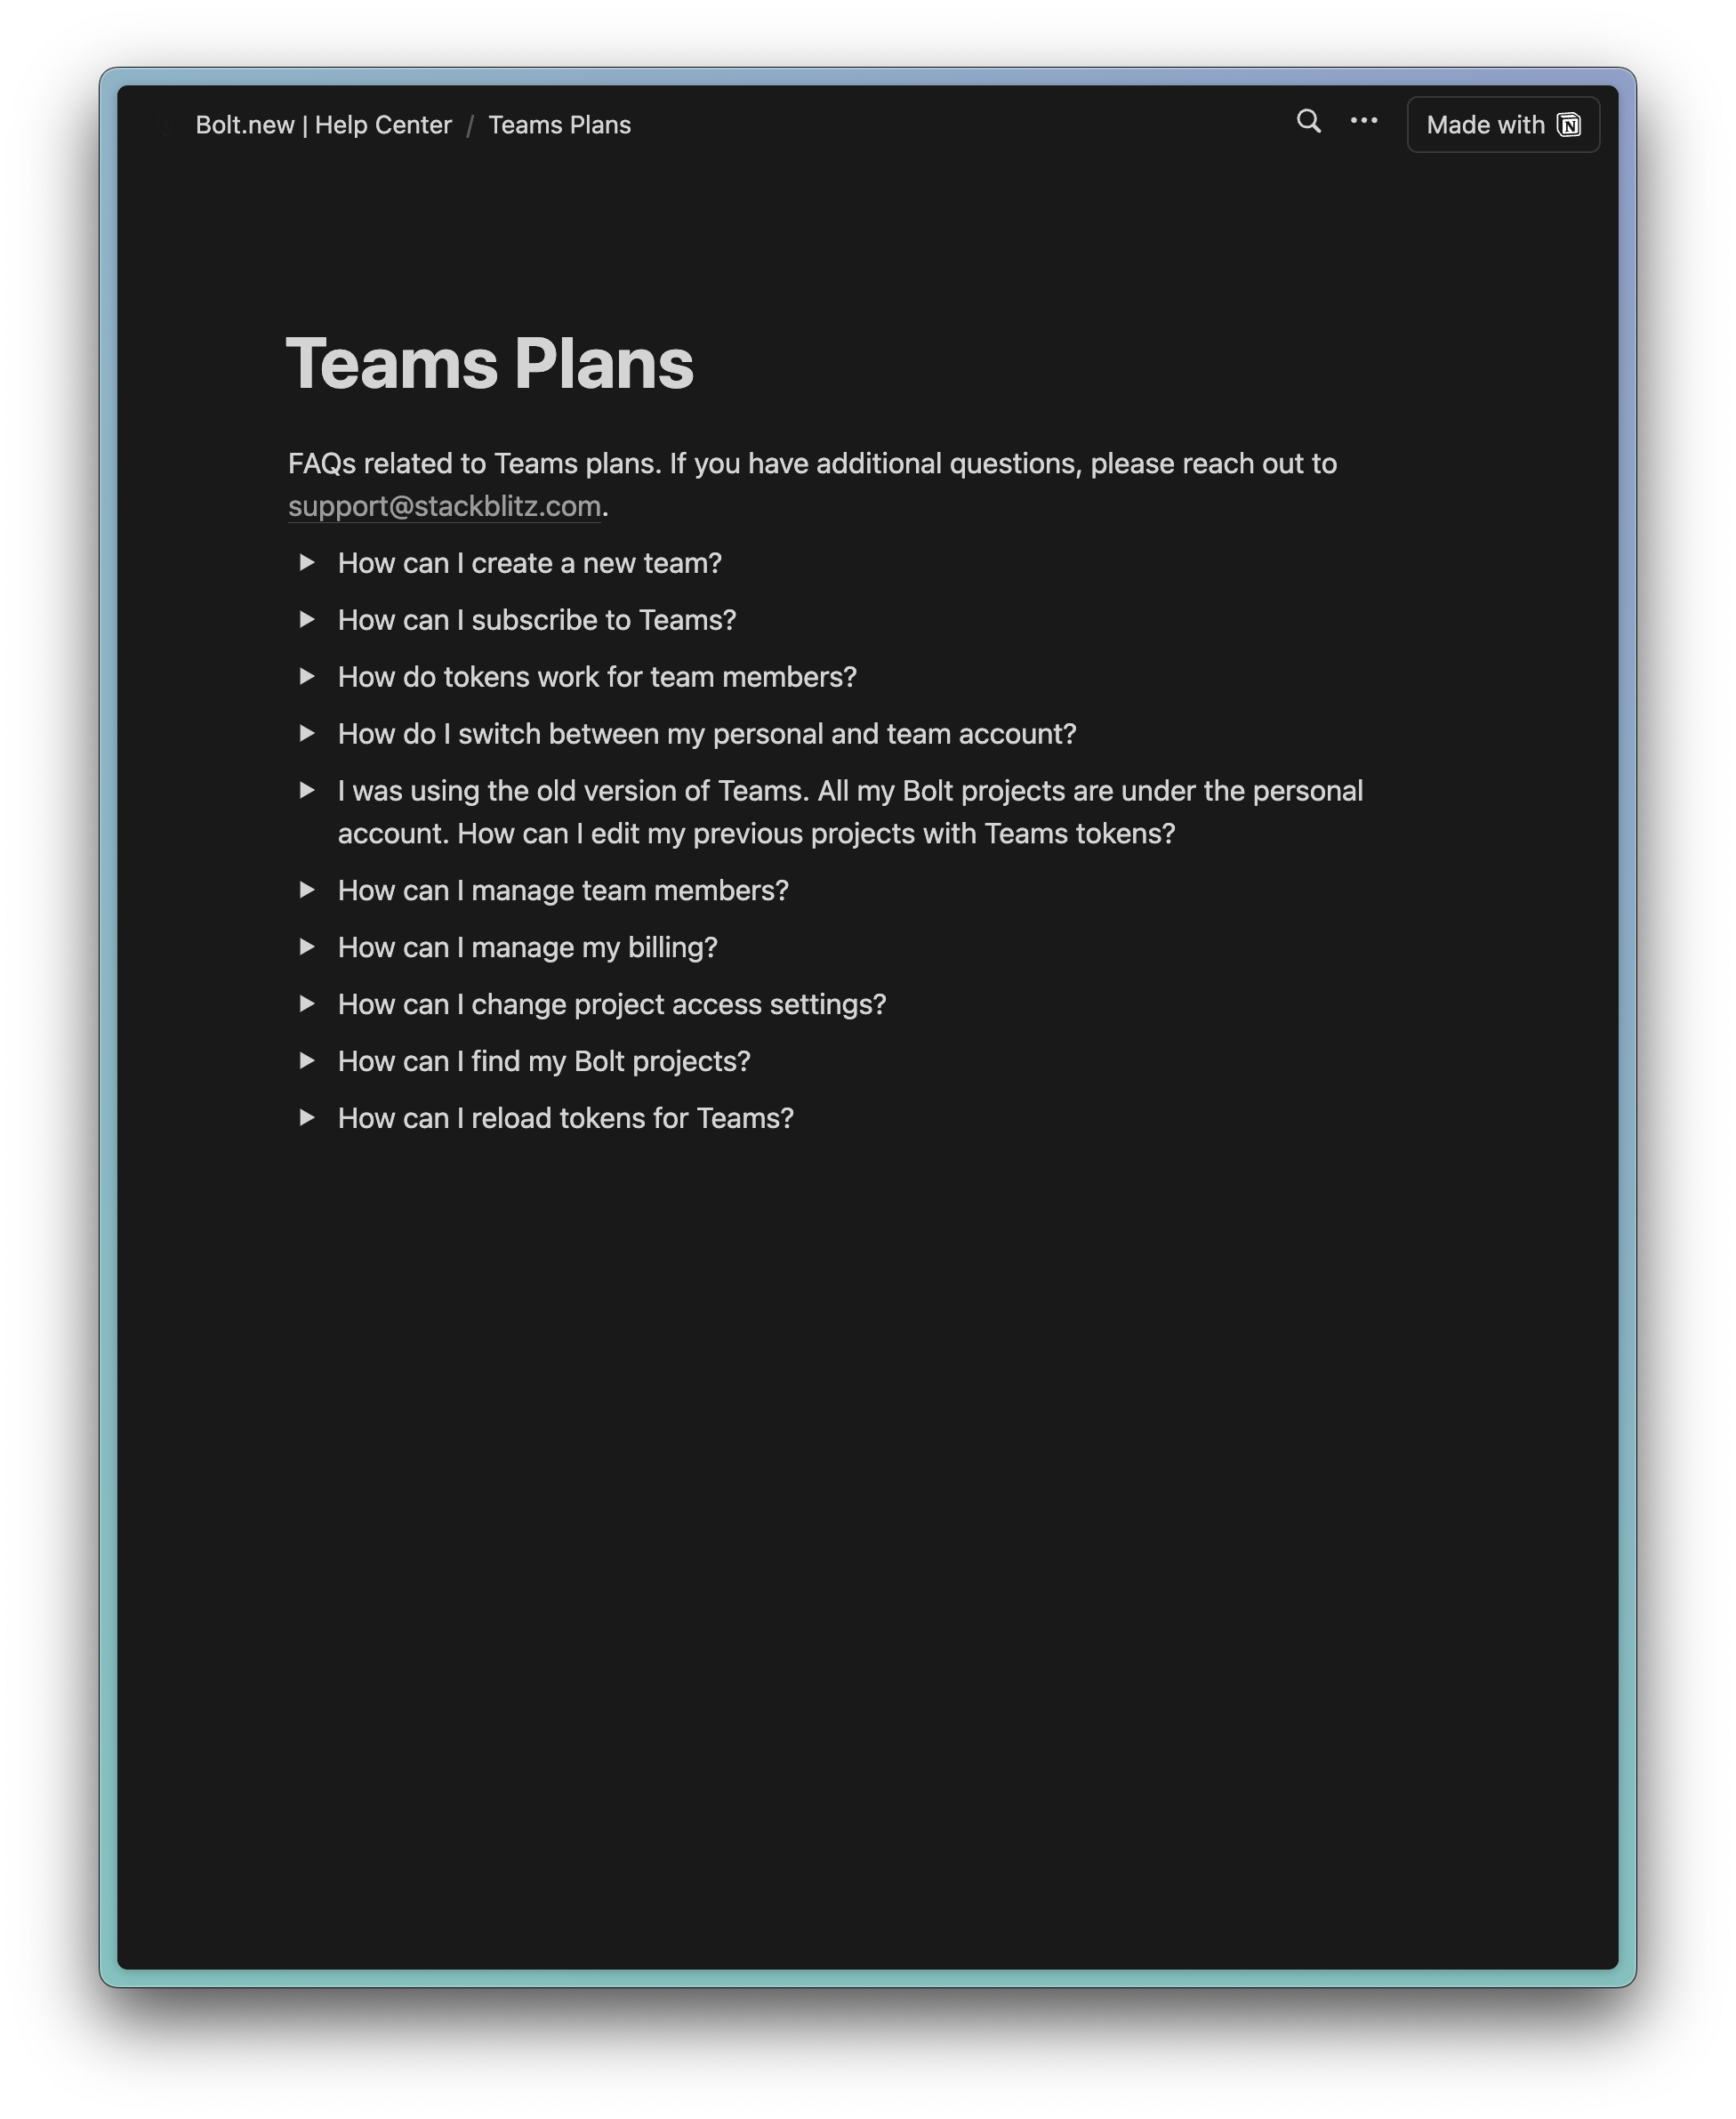 Bolt.new | Help Center / Teams Plans
Made with
Teams Plans
FAQs related to Teams plans. If you have additional questions, please reach out to
support@stackblitz.com.
How can I create a new team?
How can I subscribe to Teams?
How do tokens work for team members?
How do I switch between my personal and team account?
I was using the old version of Teams. All my Bolt projects are under the personal
account. How can I edit my previous projects with Teams tokens?
How can I manage team members?
How can I manage my billing?
How can I change project access settings?
How can I find my Bolt projects?
How can I reload tokens for Teams?